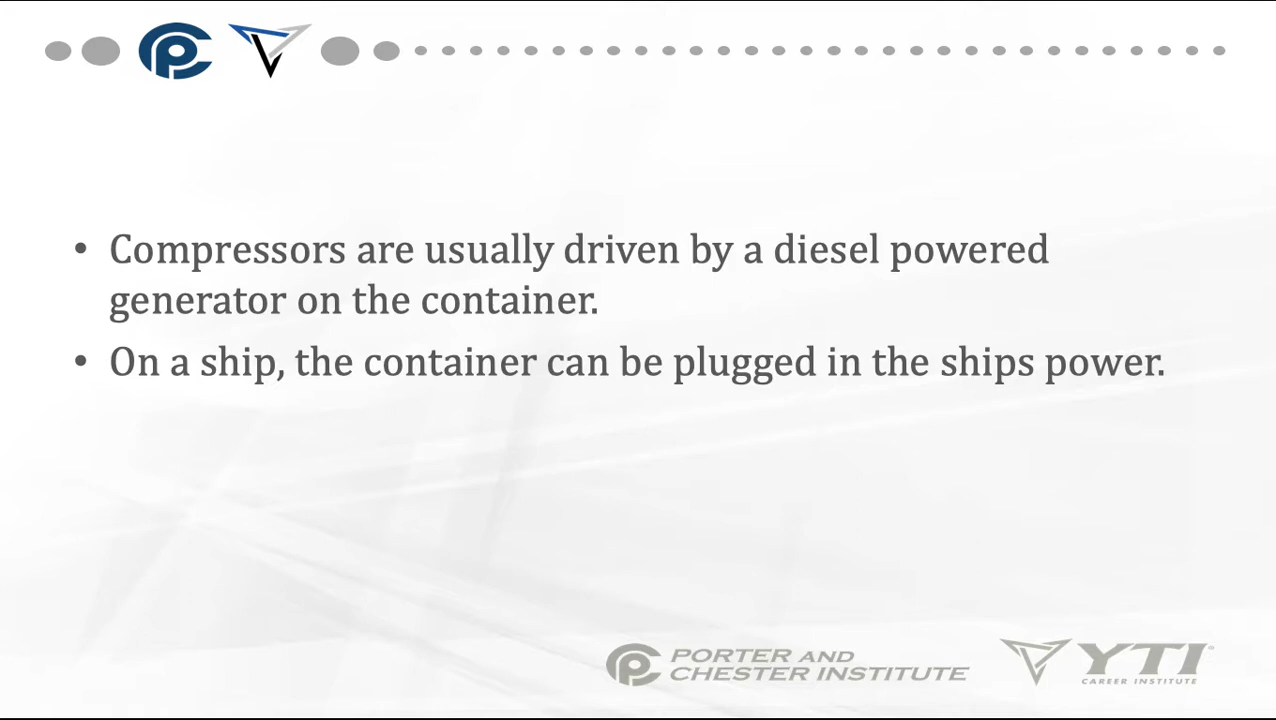 • Compressors are usually driven by a diesel powered
generator on the container.
• On a ship, the container can be plugged in the ships power.
PORTER AND
CHESTER INSTITUTE
YTI
CAREER INSTITUTE